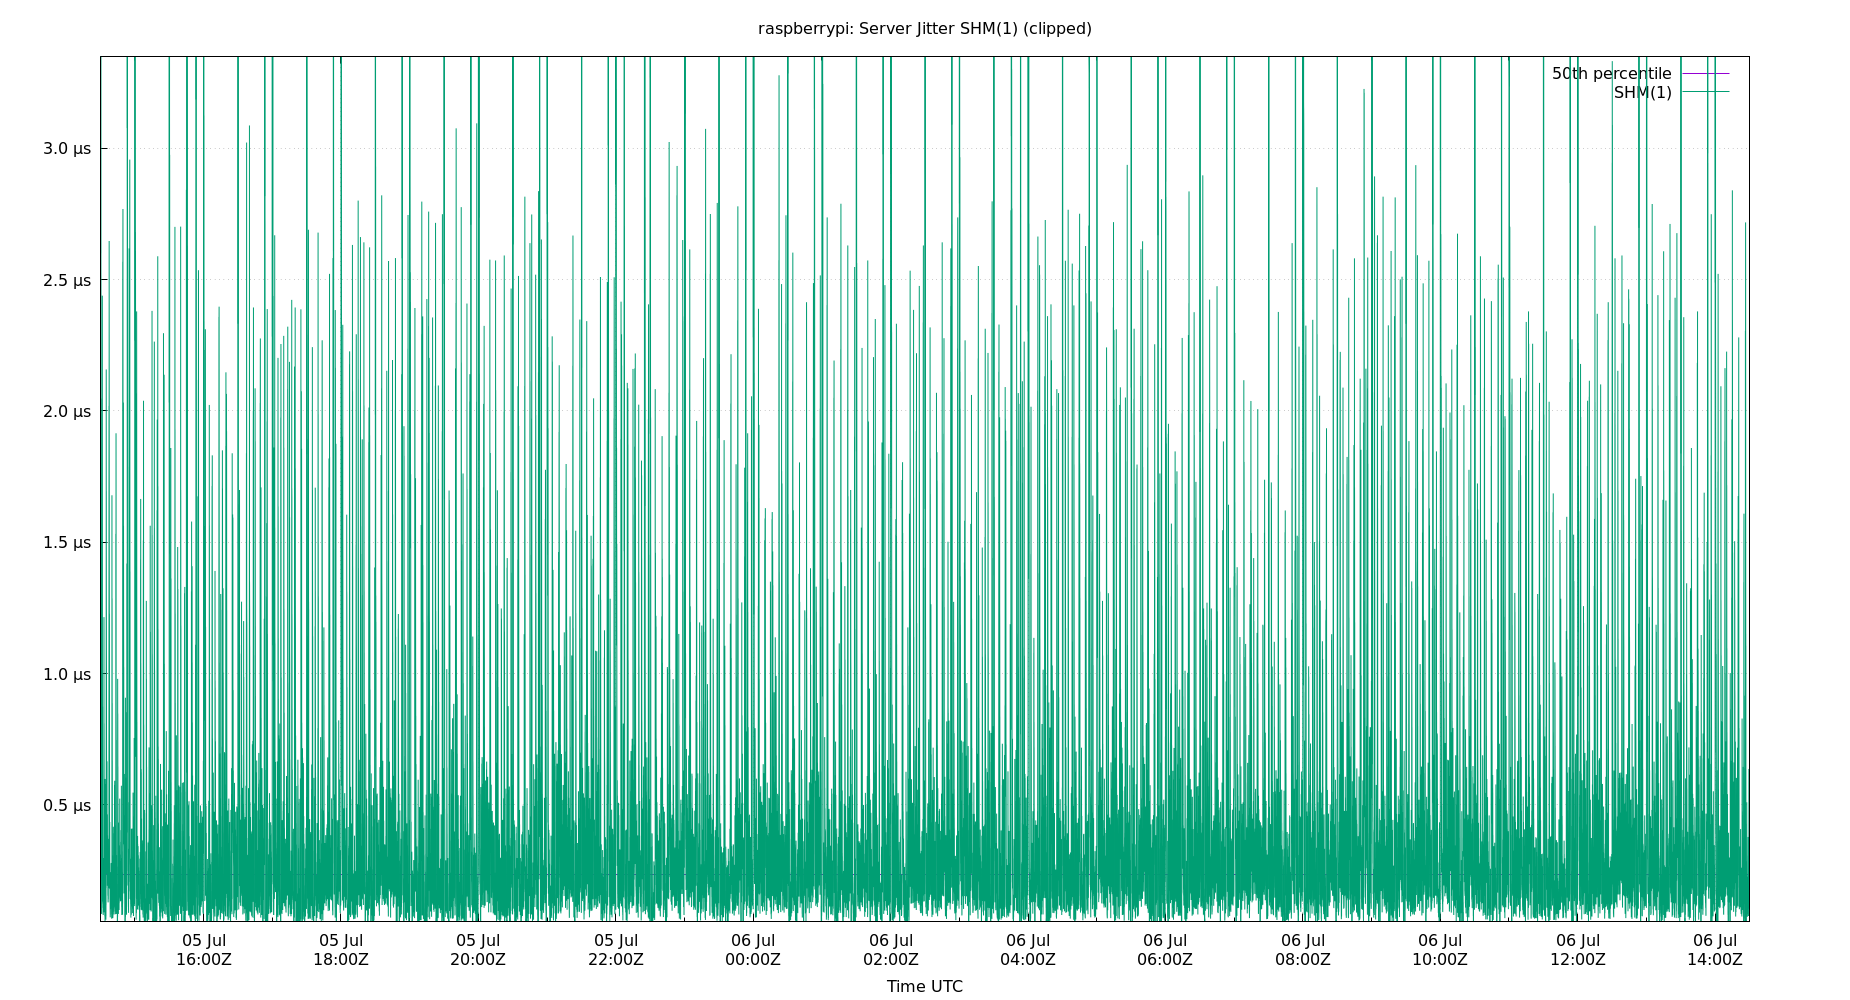 raspberrypi: Server Jitter SHM(1) (clipped)
50th percentile
SHM(1)
3.0 µs
2.5 µs
2.0 µs
1.5 µs
1.0 µs
0.5 µs
05 Jul 05 Jul 05 Jul 05 Jul 06 Jul 06 Jul 06 Jul 06 Jul 06 Jul 06 Jul 06 Jul 06 Jul
16:00Z 18:00Z 20:00Z 22:00Z 00:00Z 02:00Z 04:00Z 06:00Z 08:00Z 10:00Z 12:00Z 14:00Z
Time UTC